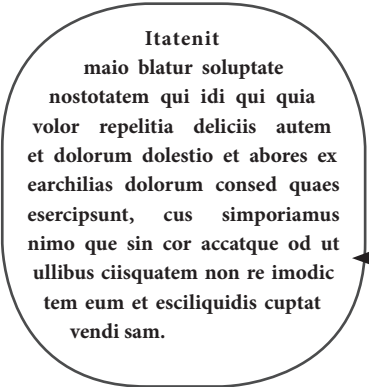 Itatenit
maio blatur soluptate
nostotatem qui idi qui quia
volor repelitia deliciis autem
et dolorum dolestio et abores ex
earchilias dolorum consed quaes
esercipsunt, cus simporiamus
nimo que sin cor accatque od ut
ullibus ciisquatem non re imodic
tem eum et esciliquidis cuptat
vendi sam.